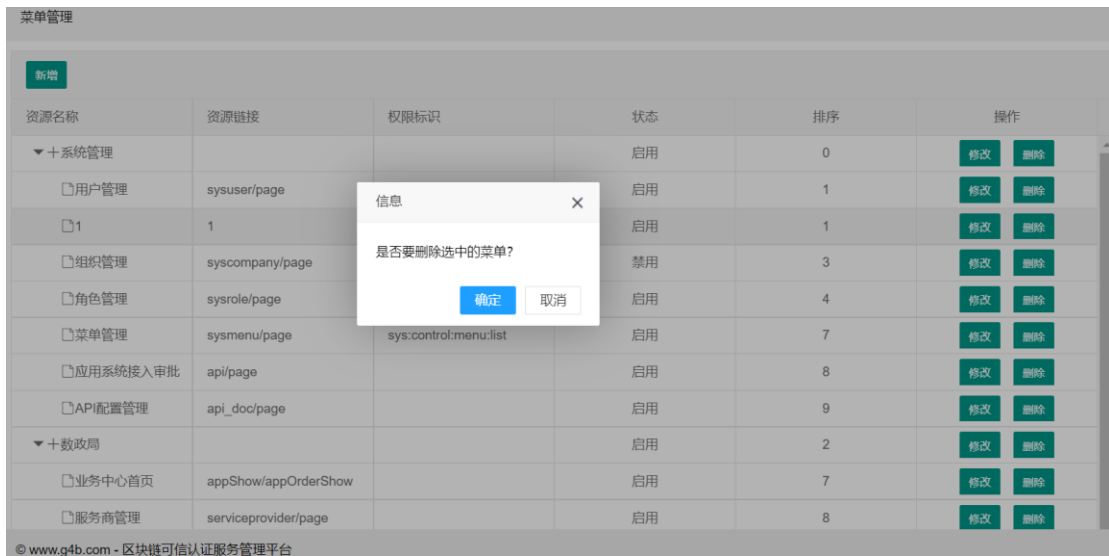 菜单管理
新增
资源名称 资源链接 权限标识 状态 排序 操作
系统管理 启用 0 修改 删除
用户管理 sysuser/page 启用 1 修改 删除
1 1 启用 1 修改 删除
组织管理 syscompany/page 禁用 3 修改 删除
角色管理 sysrole/page 启用 4 修改 删除
菜单管理 sysmenu/page sys:control:menu:list 启用 7 修改 删除
应用系统接入审批 api/page 启用 8 修改 删除
API配置管理 api_doc/page 启用 9 修改 删除
数政局 启用 2 修改 删除
业务中心首页 appShow/appOrderShow 启用 7 修改 删除
服务商管理 serviceprovider/page 启用 8 修改 删除
信息
是否要删除选中的菜单?
确定 取消
© www.g4b.com - 区块链可信认证服务管理平台